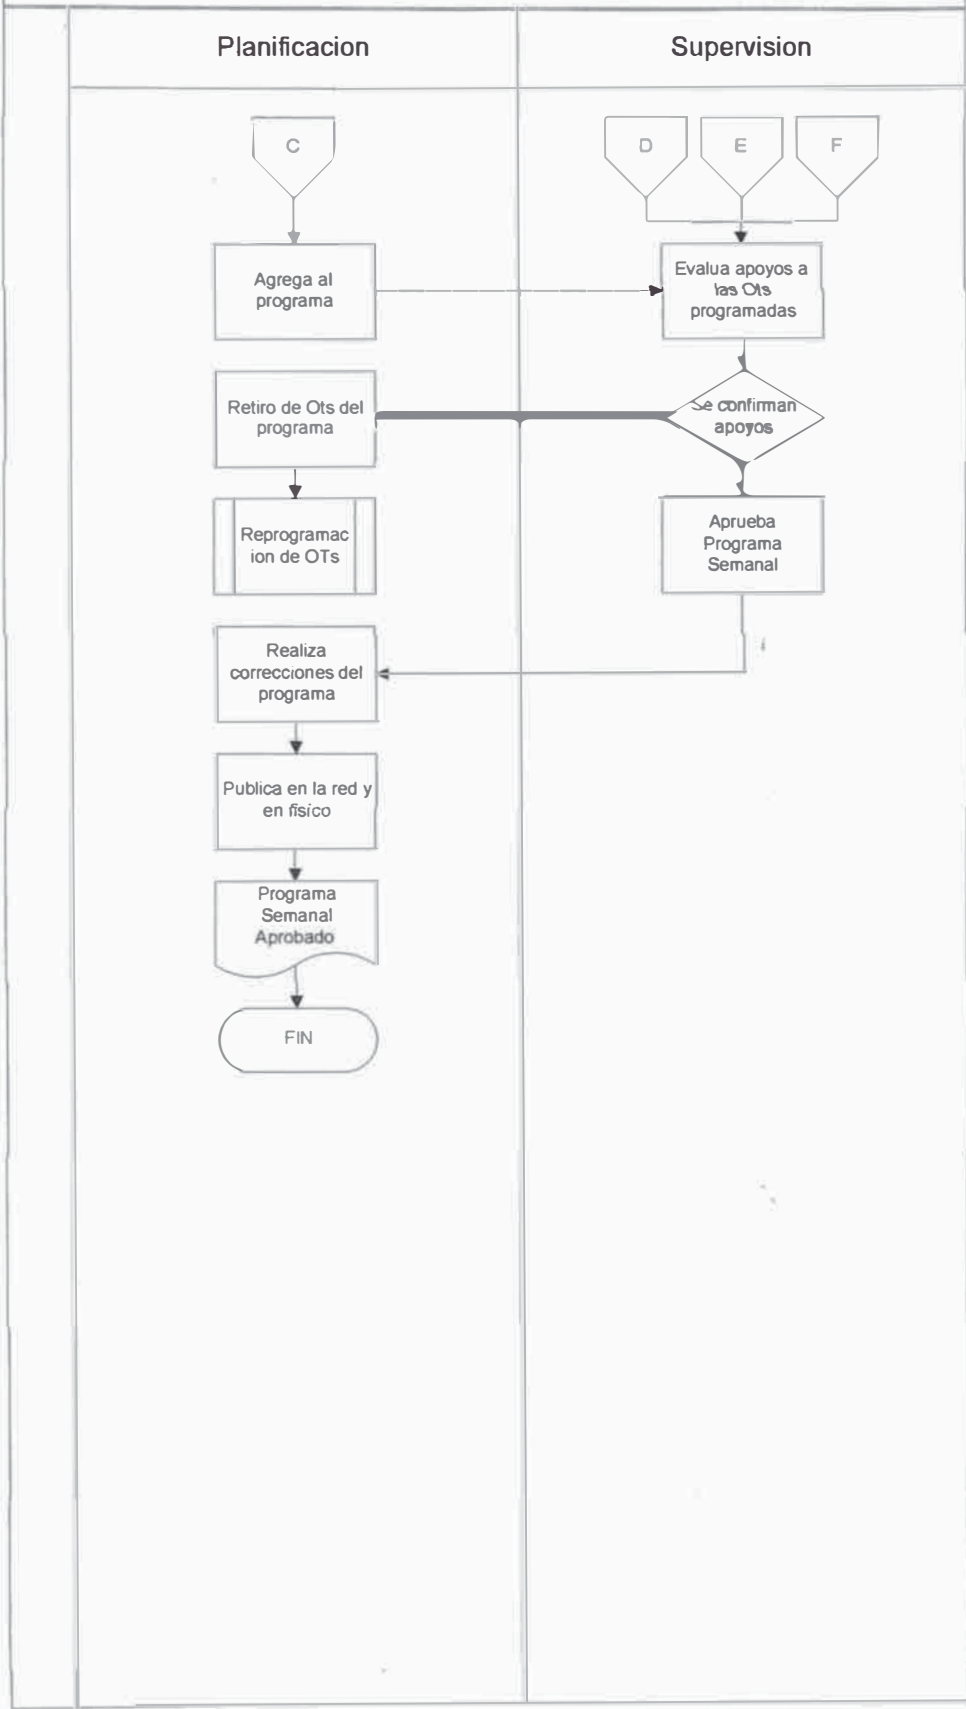 Planificacion
Supervision
C
D
E
F
Agrega al
programa
Evalua apoyos a
las Ots
programadas
Retiro de Ots del
programa
Se confirman
apoyos
Reprogramac
ion de OTs
Aprueba
Programa
Semanal
Realiza
correcciones del
programa
Publica en la red y
en físico
Programa
Semanal
Aprobado
FIN